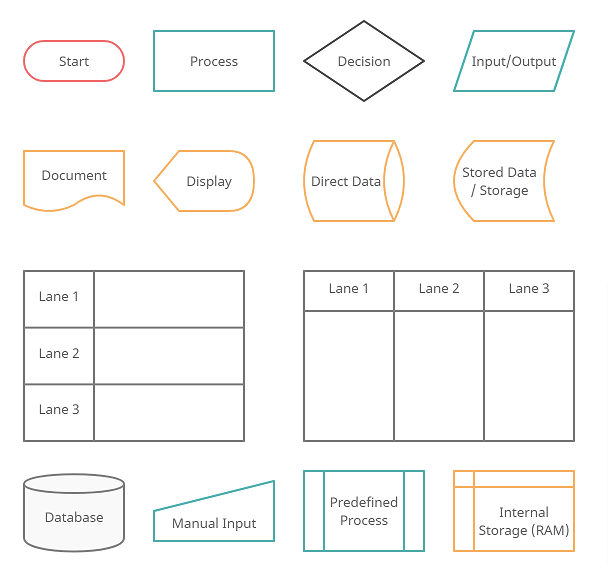 Start
Process
Decision
Input/Output
Document
Display
Direct Data
Stored Data
/ Storage
Lane 1
Lane 2
Lane 3
Lane 1
Lane 2
Lane 3
Database
Manual Input
Predefined
Process
Internal
Storage (RAM)